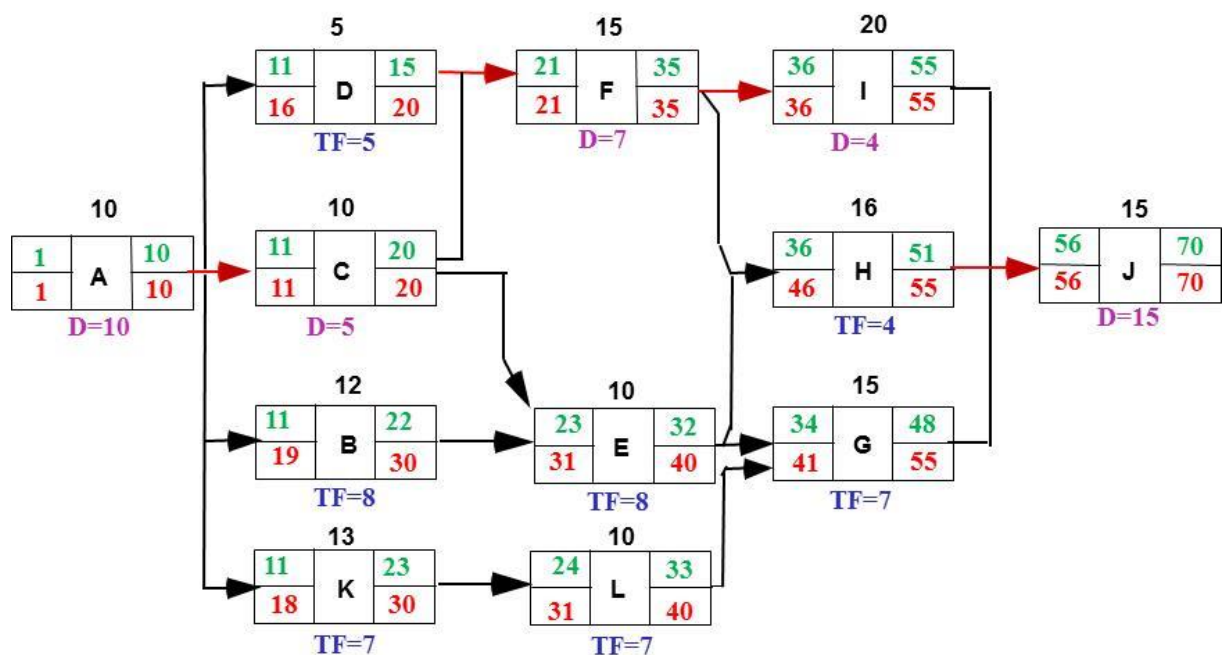 5 15 20
11 15 21 35 36 55
D F I
16 20 21 35 36 55
TF=5 D=7 D=4
10 10 16 15
1 10 11 20 36 51 56 70
A C H J
1 10 11 20 46 55 56 70
D=10 D=5 TF=4 D=15
12 10 15
11 22 23 32 34 48
B E G
19 30 31 40 41 55
TF=8 TF=8 TF=7
13 10
11 23 24 33
K L
18 30 31 40
TF=7 TF=7